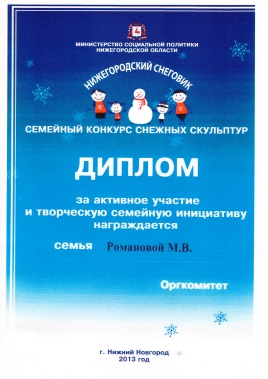 МИНИСТЕРСТВО СОЦИАЛЬНОЙ ПОЛИТИКИ
НИЖЕГОРОДСКОЙ ОБЛАСТИ
НИЖЕГОРОДСКИЙ СНЕГОВИК
СЕМЕЙНЫЙ КОНКУРС СНЕЖНЫХ СКУЛЬПТУР
ДИПЛОМ
за активное участие
и творческую семейную инициативу
награждается
семья Романовой М.В.
Оргкомитет
г. Нижний Новгород
2013 год